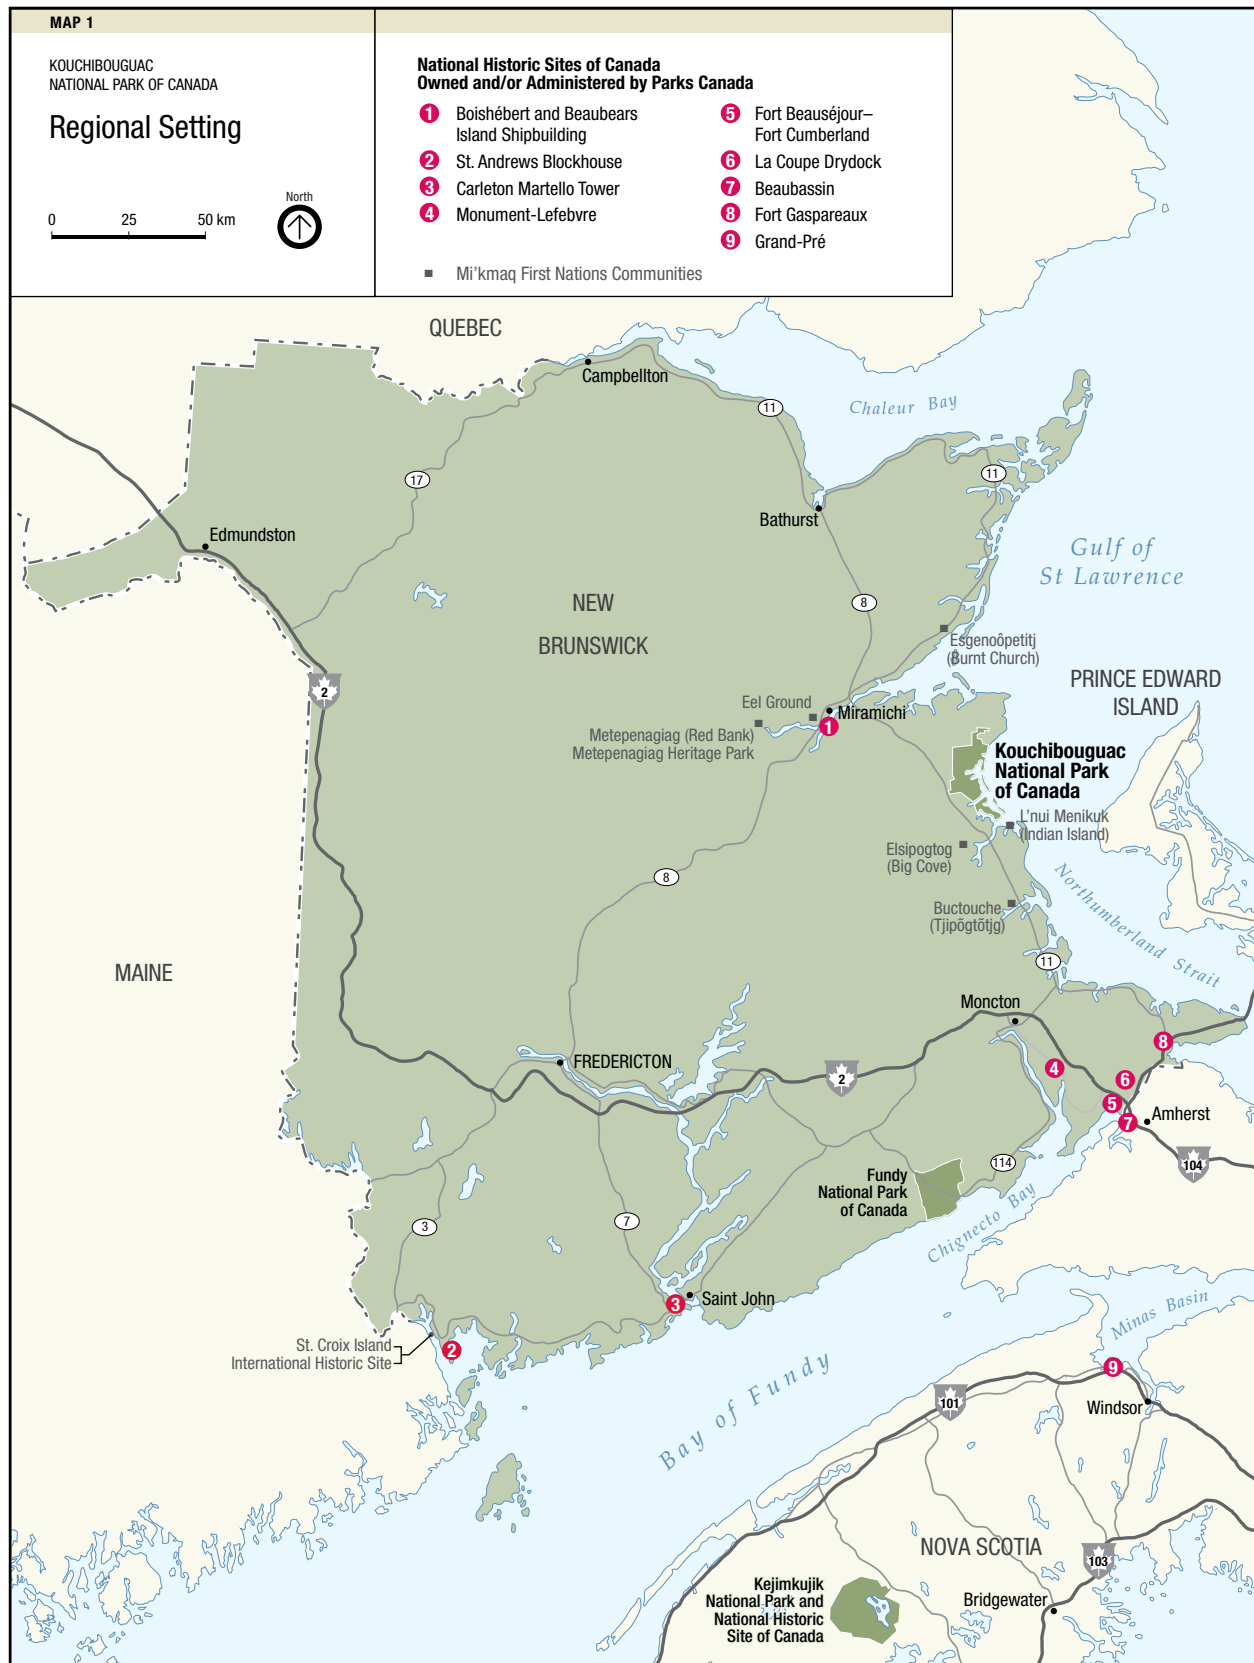 MAP 1
KOUCHIBOUGUAC
NATIONAL PARK OF CANADA
Regional Setting
0 25 50 km
North
National Historic Sites of Canada
Owned and/or Administered by Parks Canada
1 Boishébert and Beaubears
Island Shipbuilding
2 St. Andrews Blockhouse
3 Carleton Martello Tower
4 Monument-Lefebvre
5 Fort Beauséjour–
Fort Cumberland
6 La Coupe Drydock
7 Beaubassin
8 Fort Gaspareaux
9 Grand-Pré
Mi'kmaq First Nations Communities
QUEBEC
Campbellton
11
Chaleur Bay
17
11
Bathurst
Edmundston
Gulf of
St Lawrence
NEW
BRUNSWICK
8
Esgenoôpetitj
(Burnt Church)
2
PRINCE EDWARD
ISLAND
Eel Ground
Miramichi
1
Metepenagiag (Red Bank)
Metepenagiag Heritage Park
Kouchibouguac
National Park
of Canada
L'nui Menikuk
(Indian Island)
Elsipogtog
(Big Cove)
8
Buctouche
(Tjipõgtõtjg)
Northumberland Strait
11
MAINE
Moncton
8
FREDERICTON
2
4
6
5
7
Amherst
104
114
Fundy
National Park
of Canada
Chignecto Bay
3
7
3
Saint John
Minas Basin
St. Croix Island
International Historic Site
2
Bay of Fundy
9
101
Windsor
NOVA SCOTIA
103
Kejimkujik
National Park and
National Historic
Site of Canada
Bridgewater